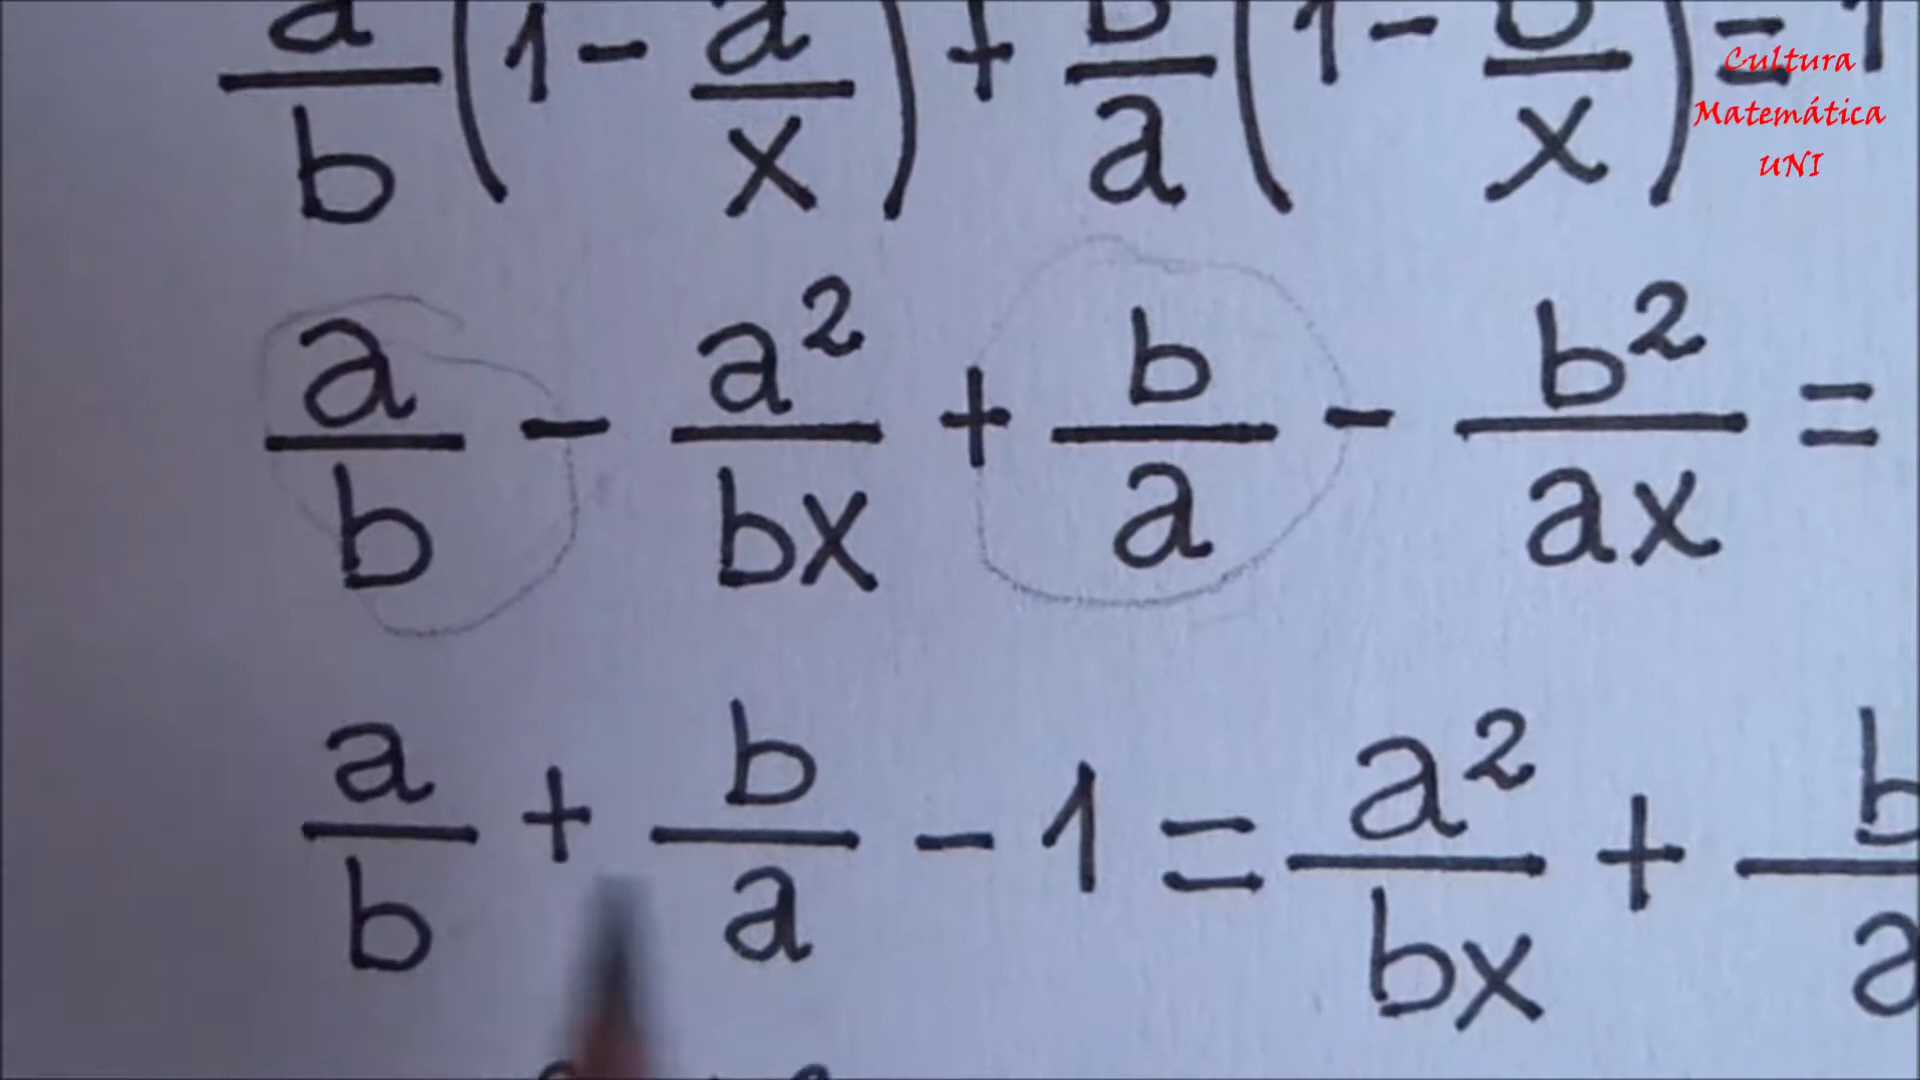 a/b (1 - a/x) + b/a (1 - b/x) = 1
Cultura
Matemática
UNI
a/b - a²/bx + b/a - b²/ax =
a/b + b/a - 1 = a²/bx + b/a